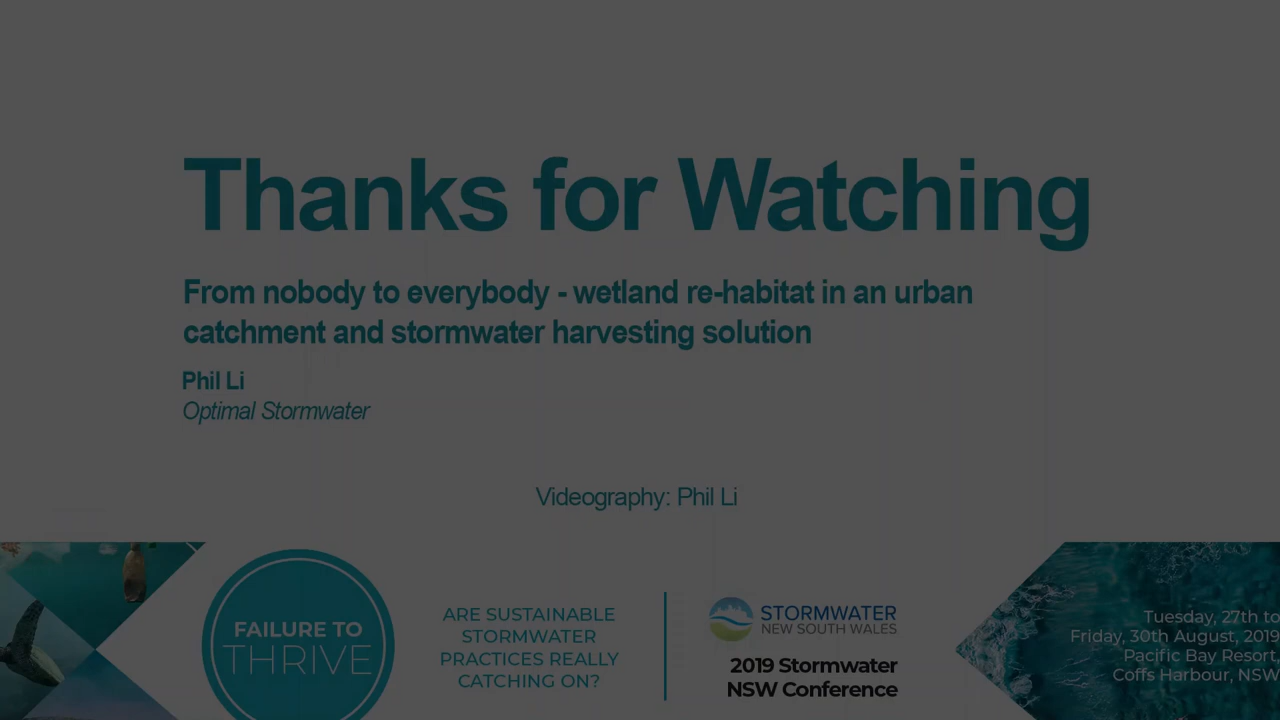 Thanks for Watching
From nobody to everybody - wetland re-habitat in an urban
catchment and stormwater harvesting solution
Phil Li
Optimal Stormwater
Videography: Phil Li
FAILURE TO
THRIVE
ARE SUSTAINABLE
STORMWATER
PRACTICES REALLY
CATCHING ON?
STORMWATER
NEW SOUTH WALES
2019 Stormwater
NSW Conference
Tuesday, 27th to
Friday, 30th August, 2019
Pacific Bay Resort,
Coffs Harbour, NSW